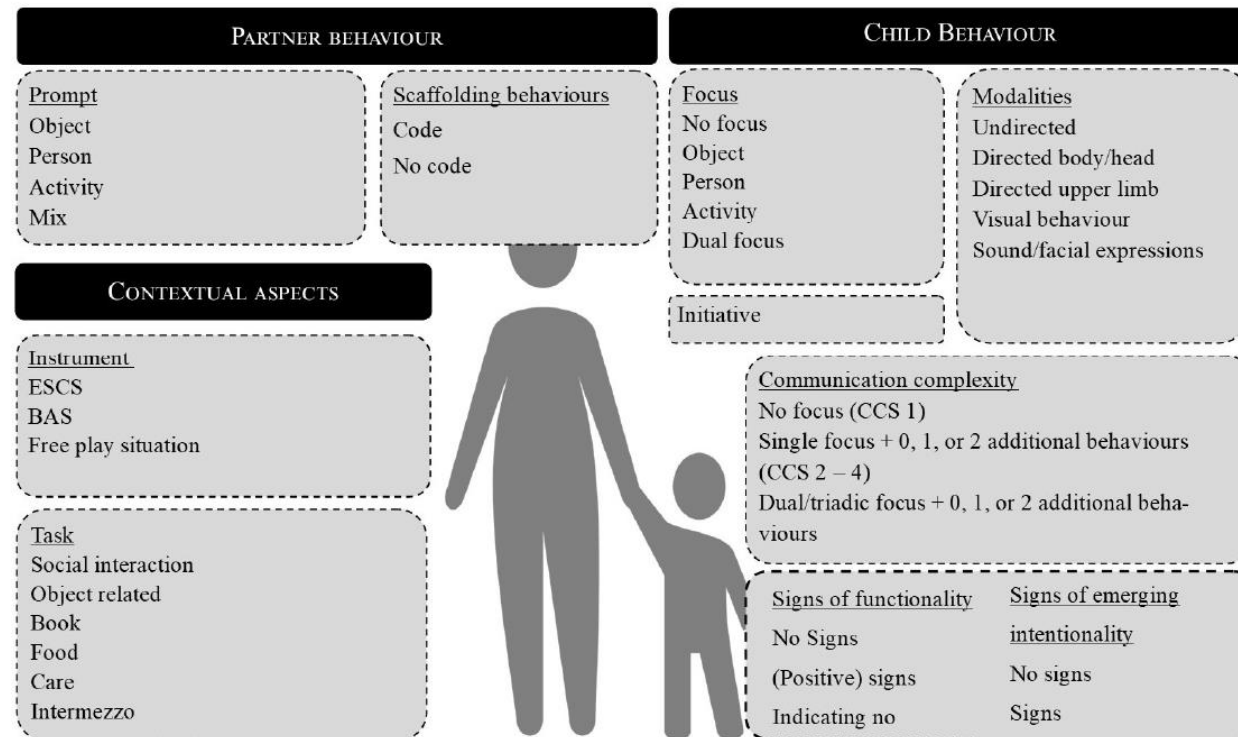 PARTNER BEHAVIOUR
Prompt
Object
Person
Activity
Mix
Scaffolding behaviours
Code
No code
CHILD BEHAVIOUR
Focus
No focus
Object
Person
Activity
Dual focus
Modalities
Undirected
Directed body/head
Directed upper limb
Visual behaviour
Sound/facial expressions
Initiative
CONTEXTUAL ASPECTS
Instrument
ESCS
BAS
Free play situation
Task
Social interaction
Object related
Book
Food
Care
Intermezzo
Communication complexity
No focus (CCS 1)
Single focus + 0, 1, or 2 additional behaviours
(CCS 2 – 4)
Dual/triadic focus + 0, 1, or 2 additional beha-
viours
Signs of functionality
No Signs
(Positive) signs
Indicating no
Signs of emerging
intentionality
No signs
Signs